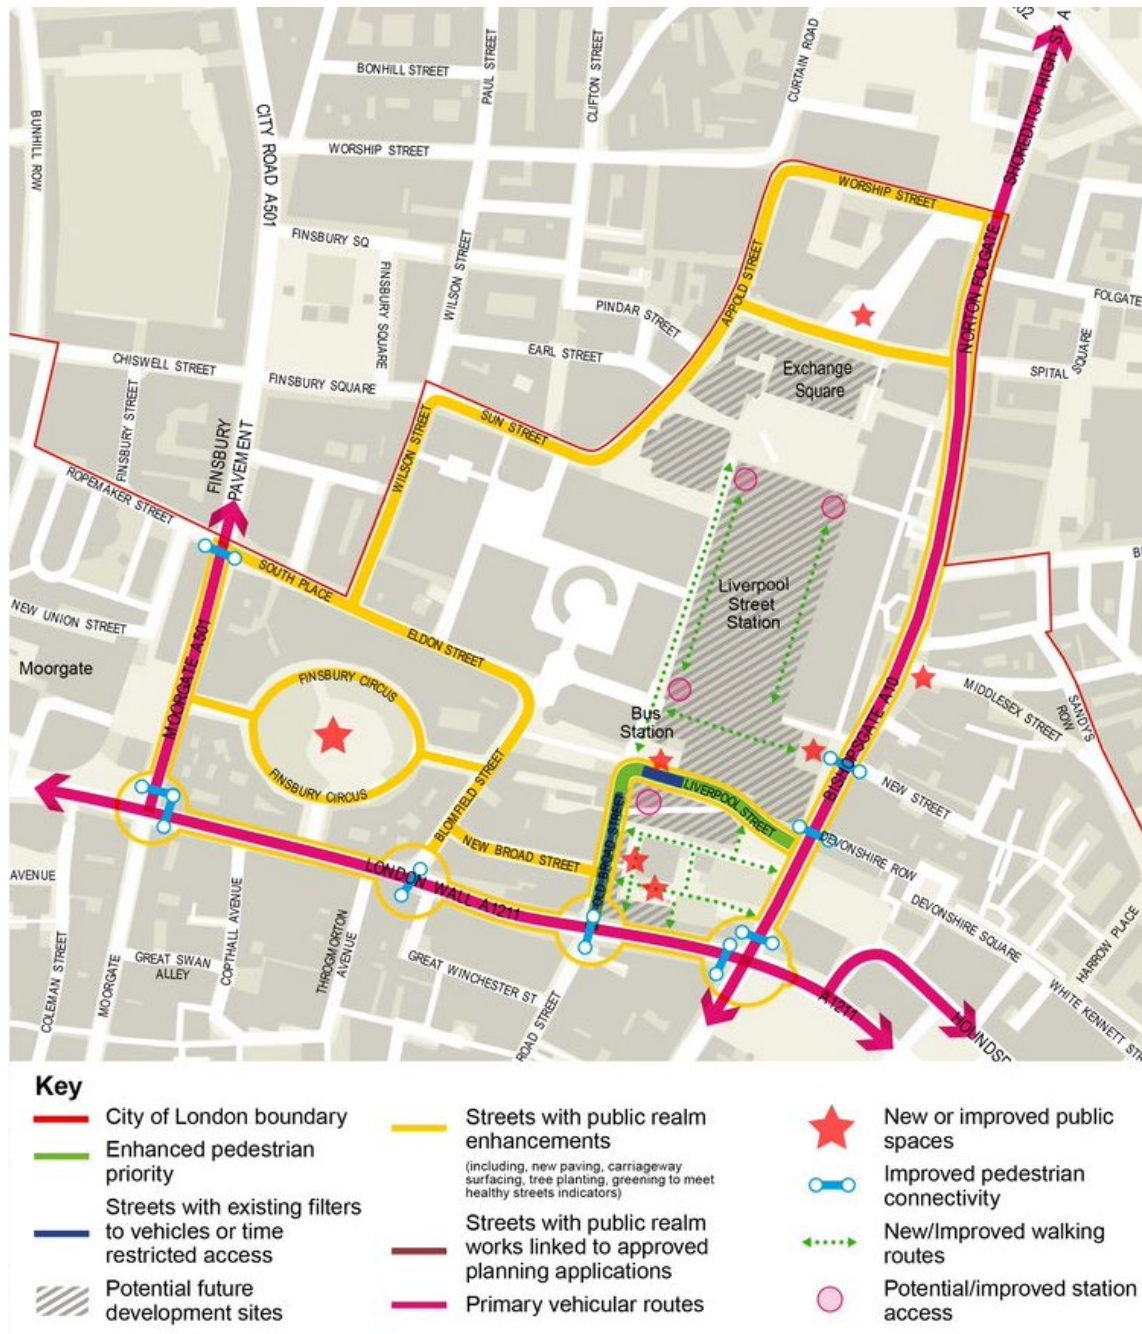 A
BONHILL STREET
PAUL STREET
CLIFTON STREET
CURTAIN ROAD
SHOREDITCH HIGH ST
BUNHILL ROW
CITY ROAD A501
WORSHIP STREET
WORSHIP STREET
FINSBURY SQ
FINSBURY SQUARE
WILSON STREET
PINDAR STREET
APPOLD STREET
NORTON FOLGATE
FOLGATE
EARL STREET
SPITAL SQUARE
CHISWELL STREET
FINSBURY SQUARE
Exchange
Square
FINSBURY STREET
FINSBURY
PAVEMENT
WILSON STREET
SUN STREET
ROPEMAKER STREET
SOUTH PLACE
Liverpool
Street
Station
NEW UNION STREET
ELDON STREET
Moorgate
MOORGATE A501
FINSBURY CIRCUS
FINSBURY CIRCUS
Bus
Station
BISHOPSGATE A10
MIDDLESEX STREET
SANDY'S
ROW
BLOMFIELD STREET
LIVERPOOL STREET
NEW STREET
OLD BROAD STREET
DEVONSHIRE ROW
NEW BROAD STREET
LONDON WALL A1211
AVENUE
DEVONSHIRE SQUARE
HARROW PLACE
COLEMAN STREET
MOORGATE
GREAT SWAN
ALLEY
COPTHALL AVENUE
THROGMORTON
AVENUE
GREAT WINCHESTER ST
ROAD STREET
A1211
WHITE KENNETT STR
HOUNDSD
Key
City of London boundary
Enhanced pedestrian
priority
Streets with existing filters
to vehicles or time
restricted access
Potential future
development sites
Streets with public realm
enhancements
(including, new paving, carriageway
surfacing, tree planting, greening to meet
healthy streets indicators)
Streets with public realm
works linked to approved
planning applications
Primary vehicular routes
New or improved public
spaces
Improved pedestrian
connectivity
New/Improved walking
routes
Potential/improved station
access